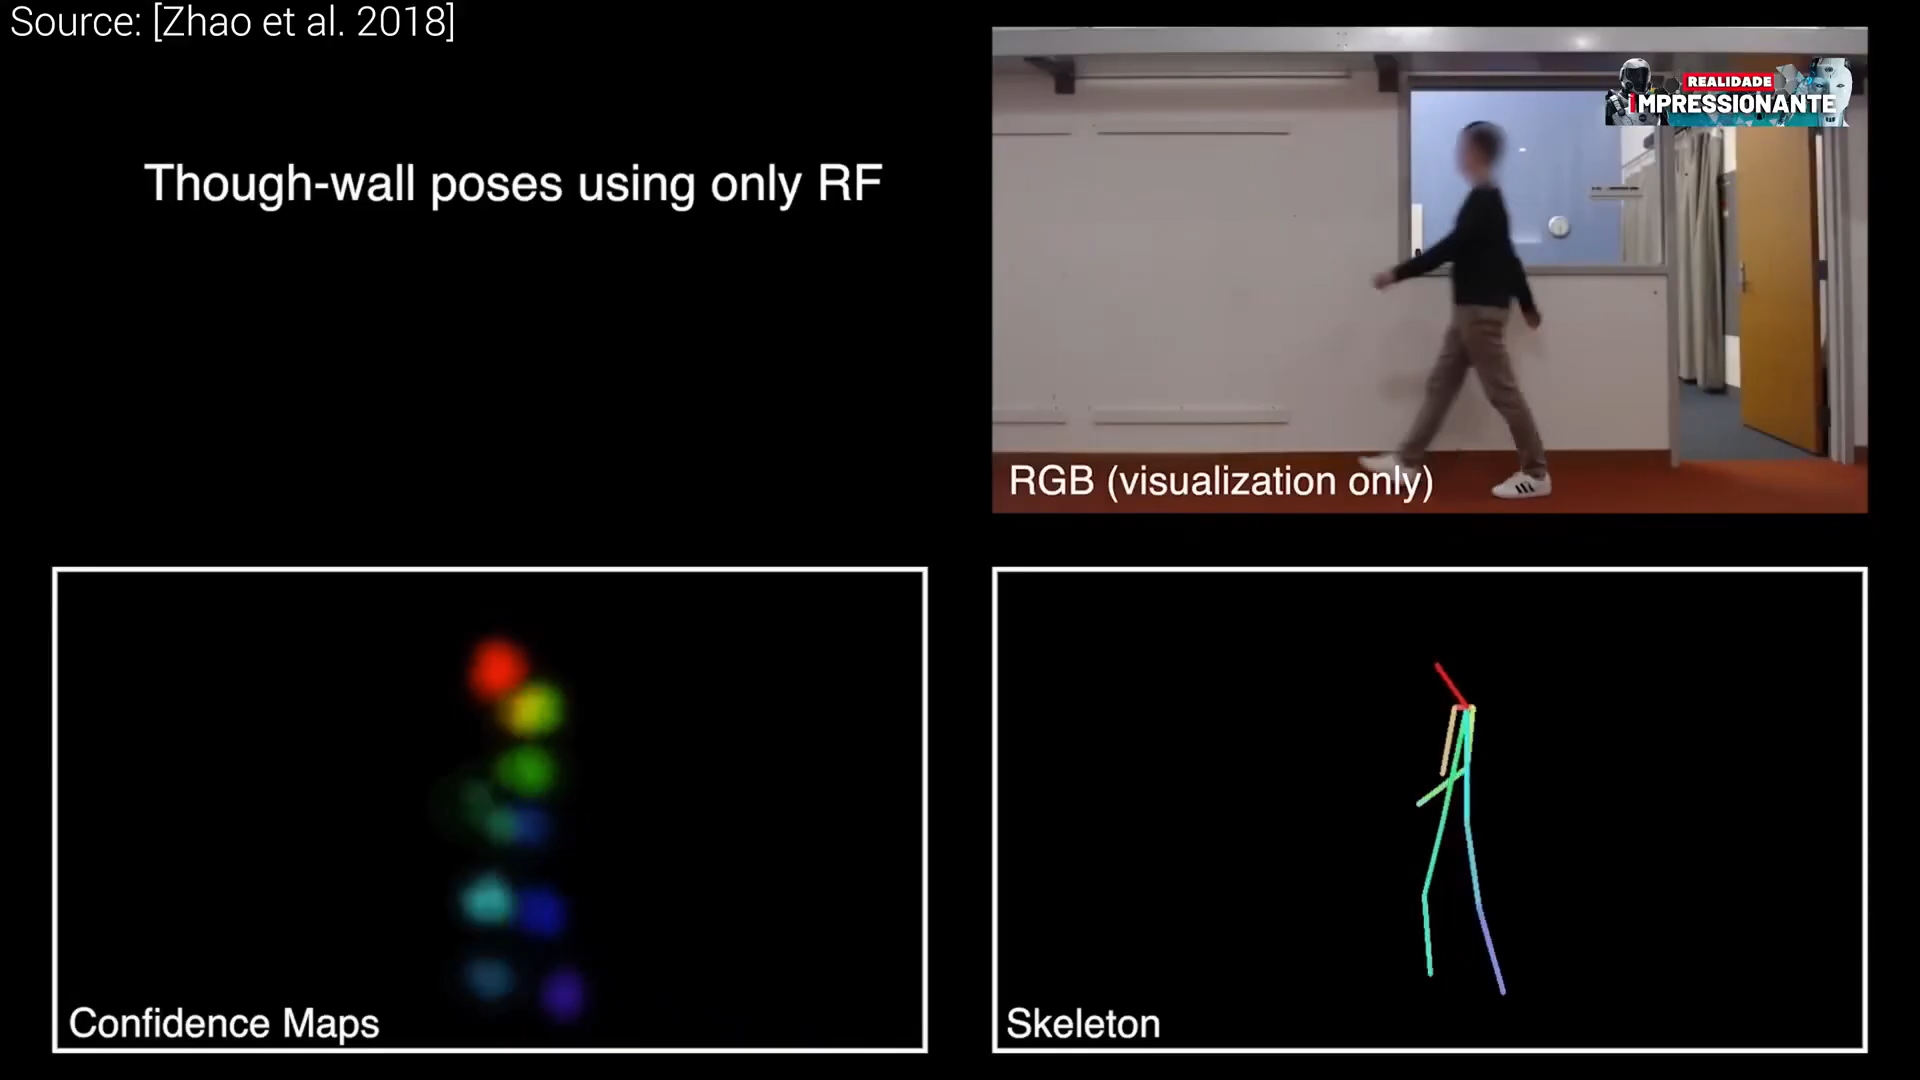 Source: [Zhao et al. 2018]
REALIDADE
iMPRESSIONANTE
Though-wall poses using only RF
RGB (visualization only)
Confidence Maps
Skeleton